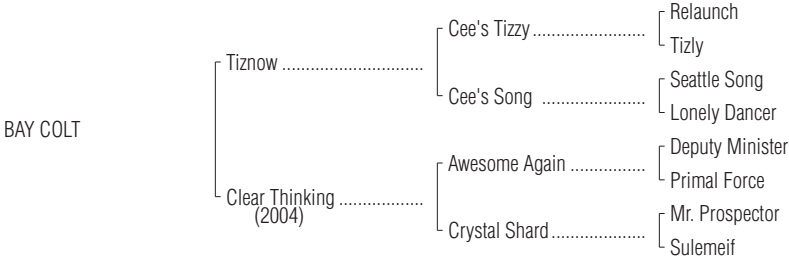 Relaunch
Cee's Tizzy ........................
Tizly
Tiznow ..............................
Seattle Song
Cee's Song ......................
Lonely Dancer
BAY COLT
Deputy Minister
Awesome Again ................
Primal Force
Clear Thinking ..................
(2004)
Mr. Prospector
Crystal Shard....................
Sulemeif